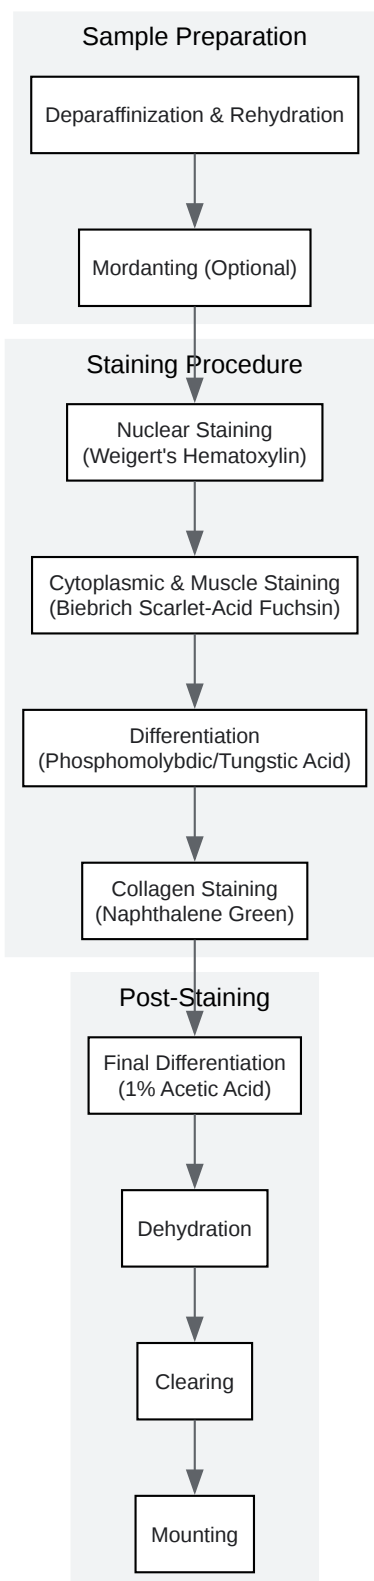 Sample Preparation
Deparaffinization & Rehydration
Mordanting (Optional)
Staining Procedure
Nuclear Staining
(Weigert's Hematoxylin)
Cytoplasmic & Muscle Staining
(Biebrich Scarlet-Acid Fuchsin)
Differentiation
(Phosphomolybdic/Tungstic Acid)
Collagen Staining
(Naphthalene Green)
Post-Staining
Final Differentiation
(1% Acetic Acid)
Dehydration
Clearing
Mounting